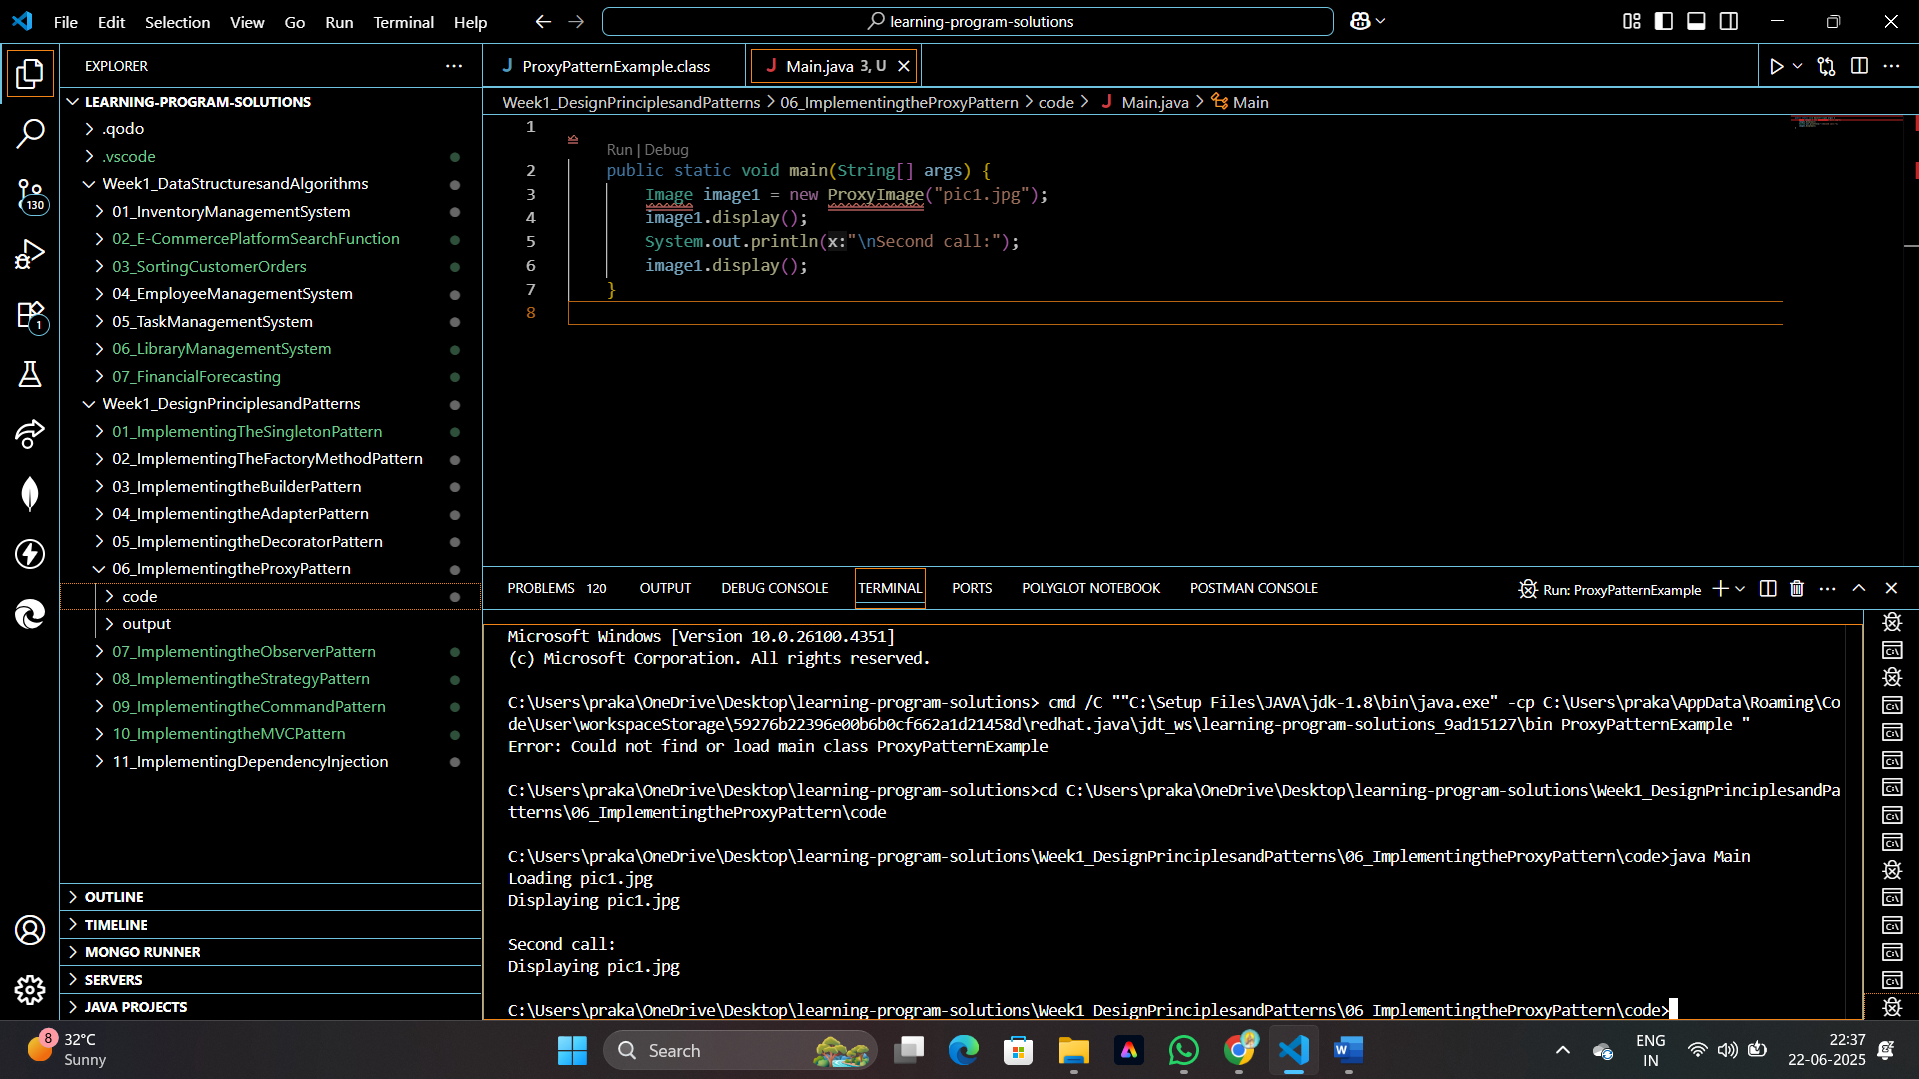 File Edit Selection View Go Run Terminal Help
learning-program-solutions
EXPLORER
LEARNING-PROGRAM-SOLUTIONS
.qodo
.vscode
Week1_DataStructuresandAlgorithms
01_InventoryManagementSystem
02_E-CommercePlatformSearchFunction
03_SortingCustomerOrders
04_EmployeeManagementSystem
05_TaskManagementSystem
06_LibraryManagementSystem
07_FinancialForecasting
Week1_DesignPrinciplesandPatterns
01_ImplementingTheSingletonPattern
02_ImplementingTheFactoryMethodPattern
03_ImplementingtheBuilderPattern
04_ImplementingtheAdapterPattern
05_ImplementingtheDecoratorPattern
06_ImplementingtheProxyPattern
code
output
07_ImplementingtheObserverPattern
08_ImplementingtheStrategyPattern
09_ImplementingtheCommandPattern
10_ImplementingtheMVCPattern
11_ImplementingDependencyInjection
OUTLINE
TIMELINE
MONGO RUNNER
SERVERS
JAVA PROJECTS
130
1
J ProxyPatternExample.class J Main.java 3, U
Week1_DesignPrinciplesandPatterns > 06_ImplementingtheProxyPattern > code > J Main.java > Main
1
Run | Debug
2 public static void main(String[] args) {
3 Image image1 = new ProxyImage("pic1.jpg");
4 image1.display();
5 System.out.println(x:"\nSecond call:");
6 image1.display();
7 }
8
PROBLEMS 120 OUTPUT DEBUG CONSOLE TERMINAL PORTS POLYGLOT NOTEBOOK POSTMAN CONSOLE Run: ProxyPatternExample
Microsoft Windows [Version 10.0.26100.4351]
(c) Microsoft Corporation. All rights reserved.
C:\Users\praka\OneDrive\Desktop\learning-program-solutions> cmd /C ""C:\Setup Files\JAVA\jdk-1.8\bin\java.exe" -cp C:\Users\praka\AppData\Roaming\Co
de\User\workspaceStorage\59276b22396e00b6b0cf662a1d21458d\redhat.java\jdt_ws\learning-program-solutions_9ad15127\bin ProxyPatternExample "
Error: Could not find or load main class ProxyPatternExample
C:\Users\praka\OneDrive\Desktop\learning-program-solutions>cd C:\Users\praka\OneDrive\Desktop\learning-program-solutions\Week1_DesignPrinciplesandPa
tterns\06_ImplementingtheProxyPattern\code
C:\Users\praka\OneDrive\Desktop\learning-program-solutions\Week1_DesignPrinciplesandPatterns\06_ImplementingtheProxyPattern\code>java Main
Loading pic1.jpg
Displaying pic1.jpg
Second call:
Displaying pic1.jpg
C:\Users\praka\OneDrive\Desktop\learning-program-solutions\Week1_DesignPrinciplesandPatterns\06_ImplementingtheProxyPattern\code>
8
32°C
Sunny
Search
ENG
IN
22:37
22-06-2025